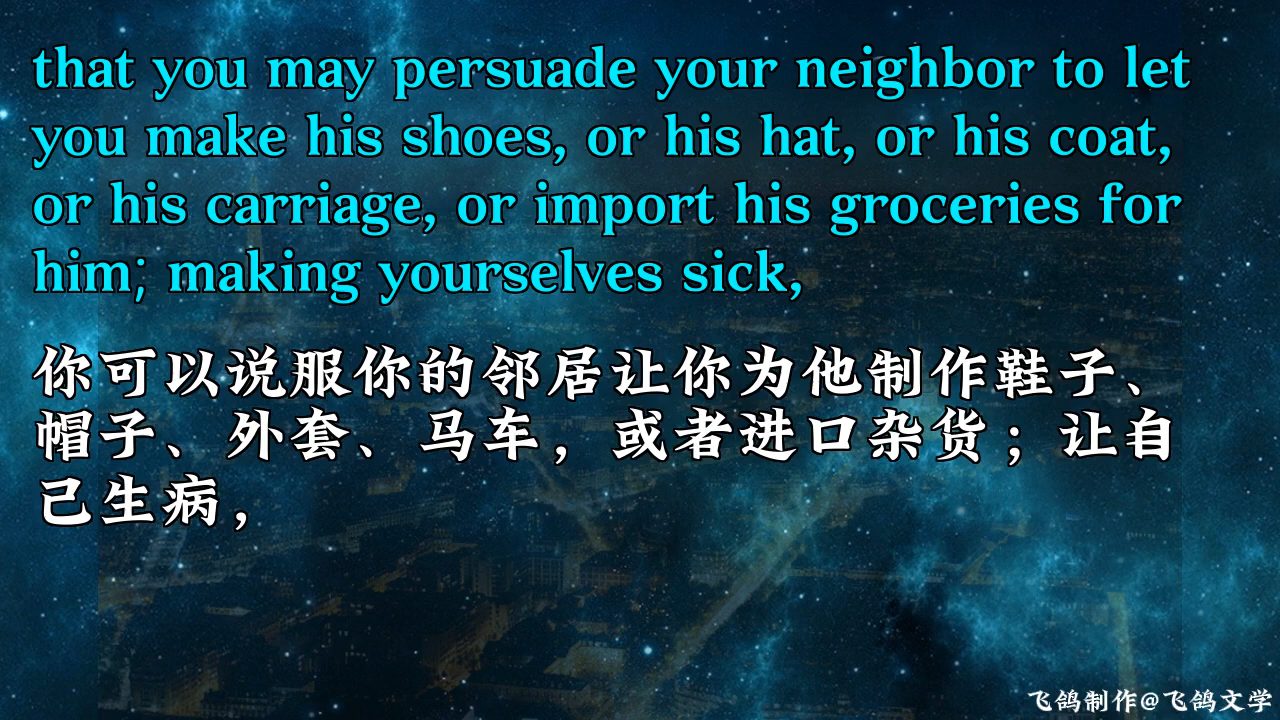 that you may persuade your neighbor to let
you make his shoes, or his hat, or his coat,
or his carriage, or import his groceries for
him; making yourselves sick,
你可以说服你的邻居让你为他制作鞋子、
帽子、外套、马车，或者进口杂货；让自
己生病，
飞鸽制作@飞鸽文学